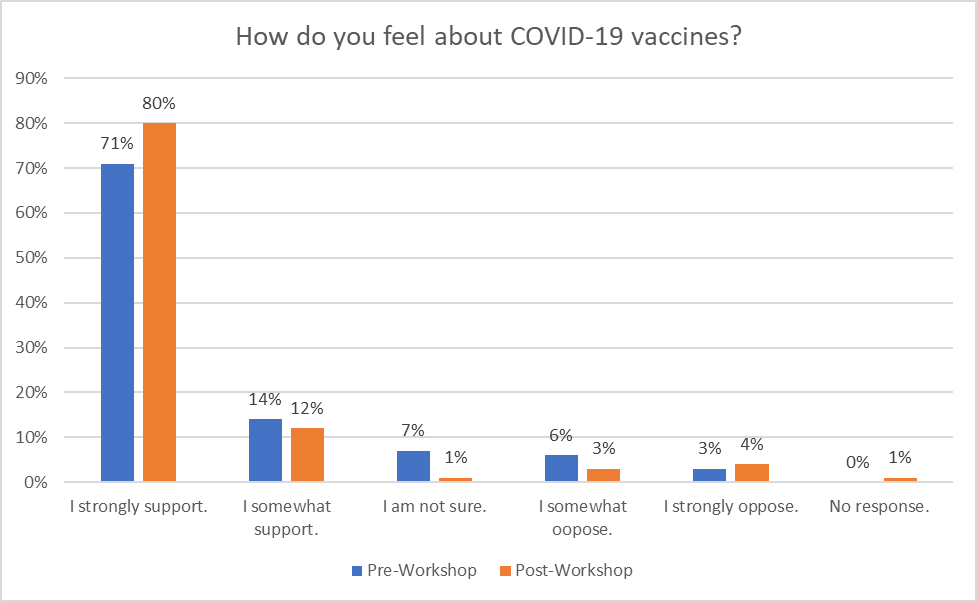 How do you feel about COVID-19 vaccines?
90%
80%
70%
60%
50%
40%
30%
20%
10%
0%
71%
80%
14%
12%
7%
1%
6%
3%
3%
4%
0%
1%
I strongly support.
I somewhat
support.
I am not sure.
I somewhat
oopose.
I strongly oppose.
No response.
Pre-Workshop
Post-Workshop